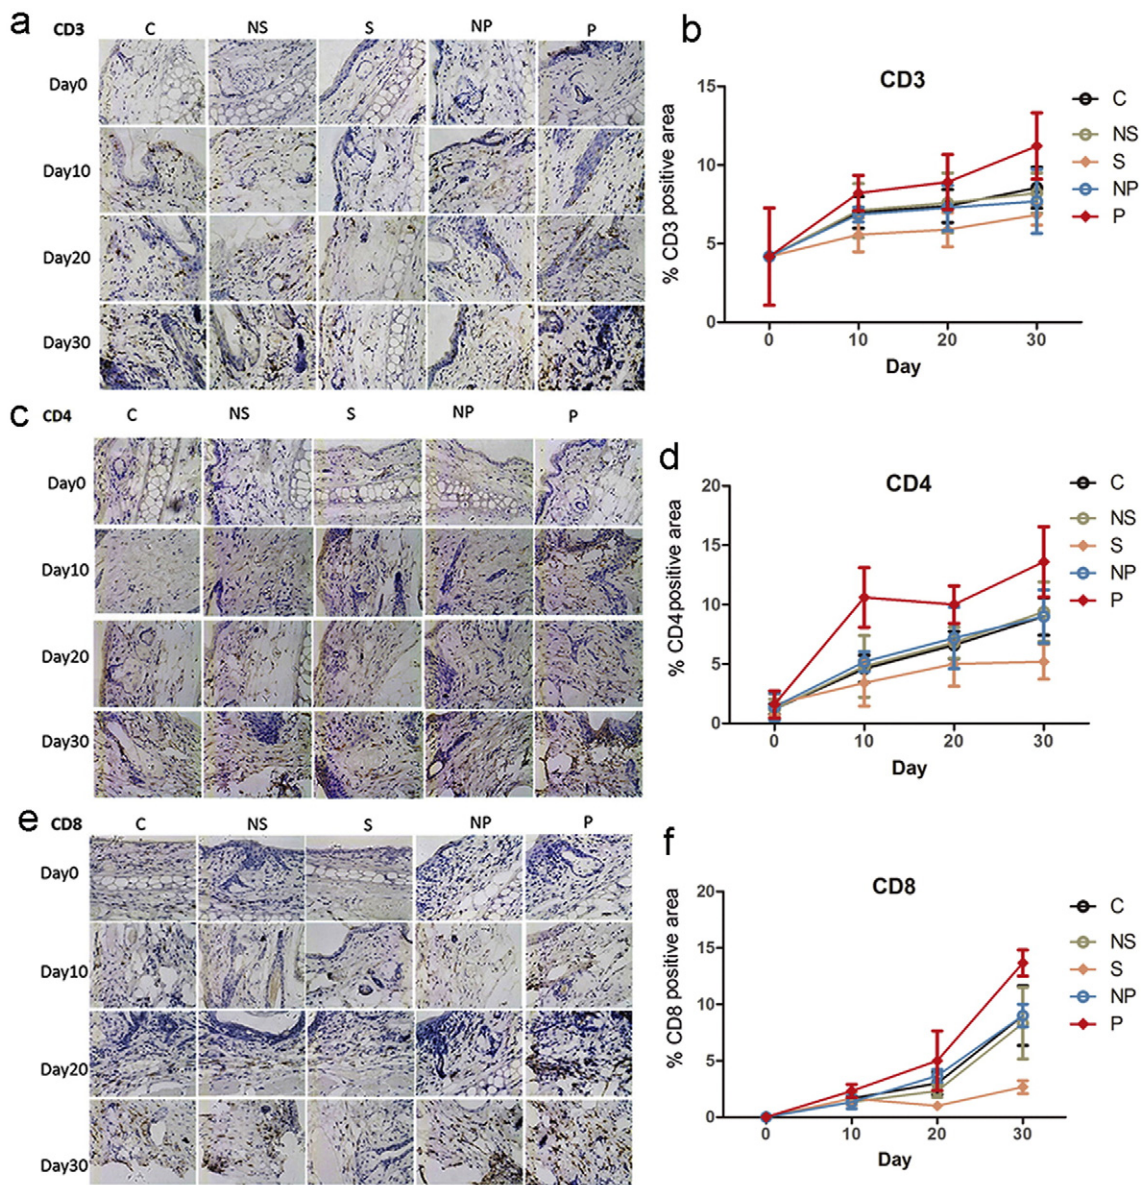 a CD3 C NS S NP P
Day0
Day10
Day20
Day30
b
CD3
% CD3 positive area
15
10
5
0
0 10 20 30
Day
C
NS
S
NP
P
c CD4 C NS S NP P
Day0
Day10
Day20
Day30
d
CD4
% CD4 positive area
20
15
10
5
0
0 10 20 30
Day
C
NS
S
NP
P
e CD8 C NS S NP P
Day0
Day10
Day20
Day30
f
CD8
% CD8 positive area
20
15
10
5
0
0 10 20 30
Day
C
NS
S
NP
P